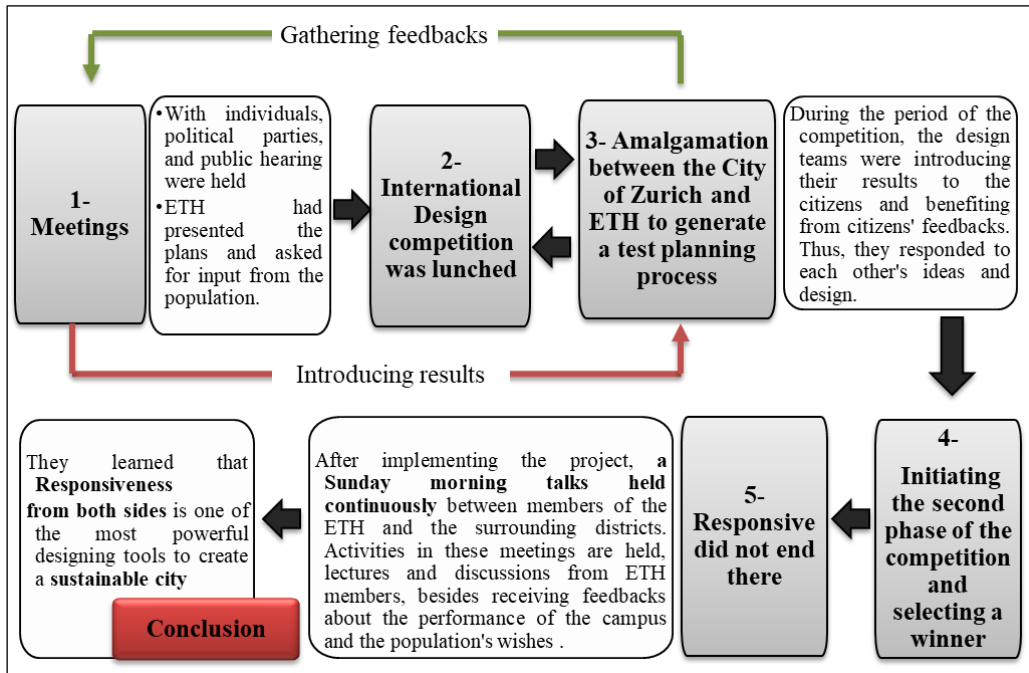 Gathering feedbacks
1-
Meetings
•With individuals,
political parties,
and public hearing
were held
•ETH had
presented the
plans and asked
for input from the
population.
2-
International
Design
competition
was lunched
3- Amalgamation
between the City
of Zurich and
ETH to generate
a test planning
process
During the period of the
competition, the design
teams were introducing
their results to the
citizens and benefiting
from citizens' feedbacks.
Thus, they responded to
each other's ideas and
design.
Introducing results
4-
Initiating
the second
phase of the
competition
and
selecting a
winner
5-
Responsive
did not end
there
After implementing the project, a
Sunday morning talks held
continuously between members of the
ETH and the surrounding districts.
Activities in these meetings are held,
lectures and discussions from ETH
members, besides receiving feedbacks
about the performance of the campus
and the population's wishes .
They learned that
Responsiveness
from both sides is one of
the most powerful
designing tools to create
a sustainable city
Conclusion